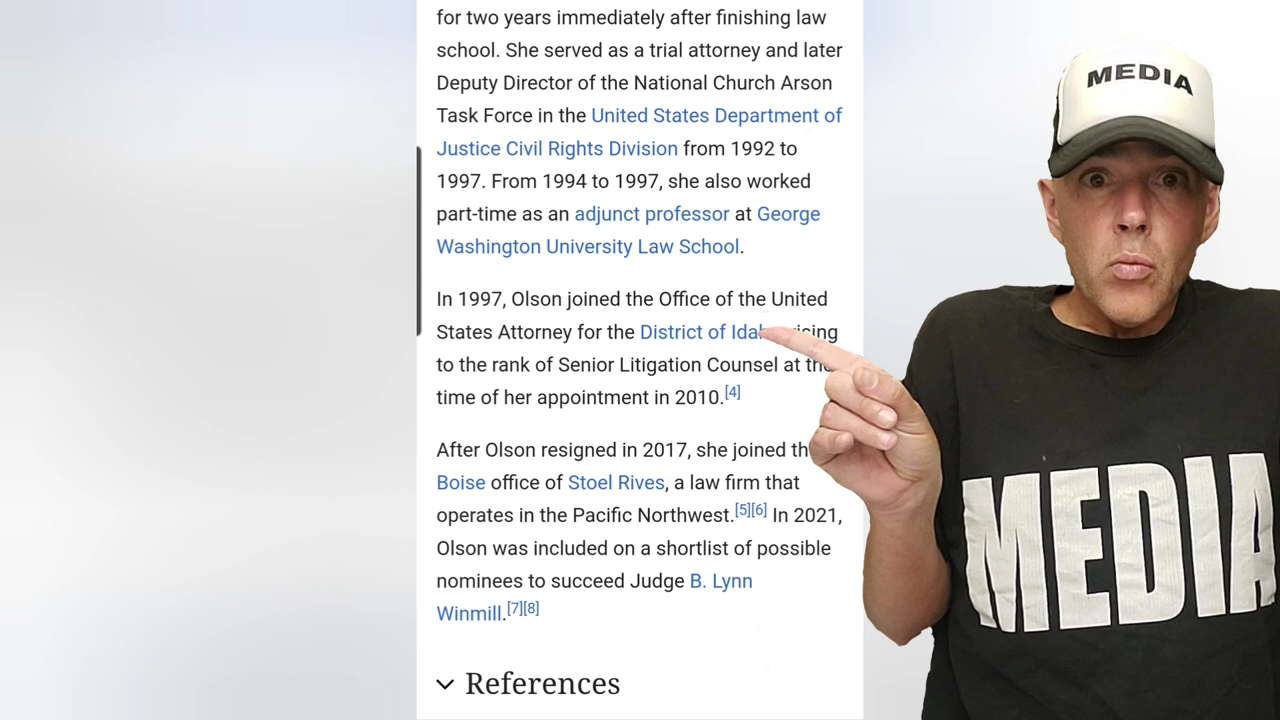 for two years immediately after finishing law
school. She served as a trial attorney and later
Deputy Director of the National Church Arson
Task Force in the United States Department of
Justice Civil Rights Division from 1992 to
1997. From 1994 to 1997, she also worked
part-time as an adjunct professor at George
Washington University Law School.
In 1997, Olson joined the Office of the United
States Attorney for the District of
to the rank of Senior Litigation Counsel at
time of her appointment in 2010.[4]
After Olson resigned in 2017, she joined
Boise office of Stoel Rives, a law firm that
operates in the Pacific Northwest.[5][6] In 2021,
Olson was included on a shortlist of possible
nominees to succeed Judge B. Lynn
Winmill.[7][8]
References
MEDIA
MEDIA